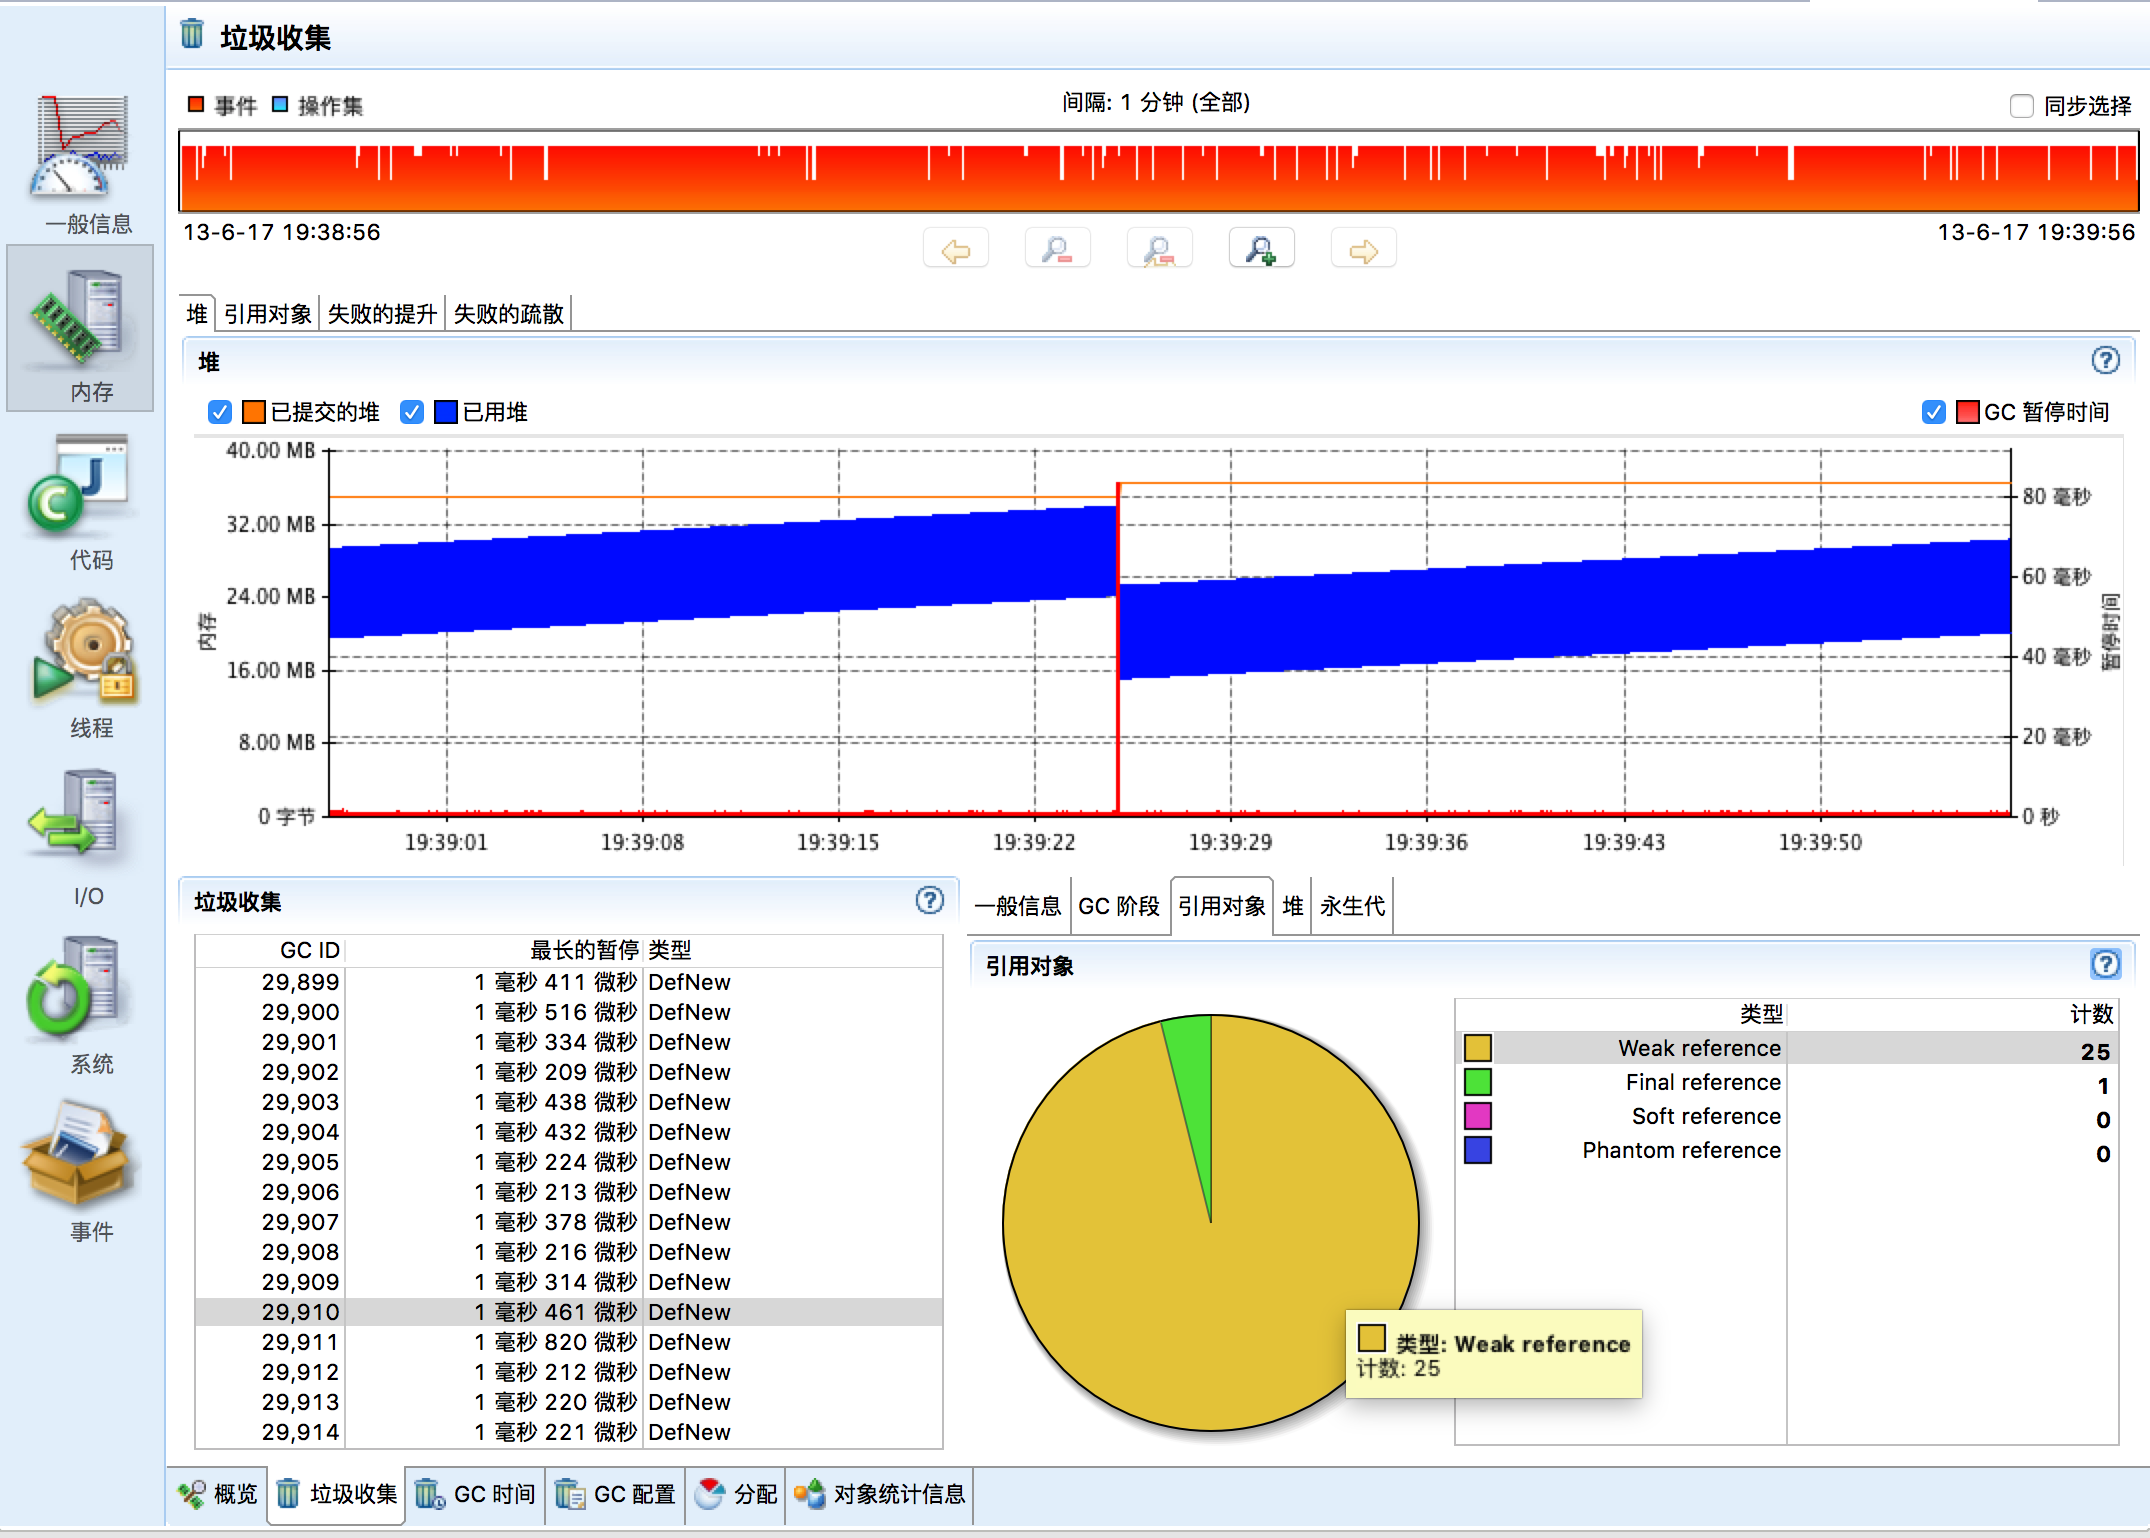 垃圾收集
事件 操作集
间隔: 1 分钟 (全部)
同步选择
13-6-17 19:38:56
13-6-17 19:39:56
一般信息
内存
代码
线程
I/O
系统
事件
堆 引用对象 失败的提升 失败的疏散
堆
已提交的堆 已用堆
GC 暂停时间
40.00 MB
32.00 MB
24.00 MB
16.00 MB
8.00 MB
0 字节
内存
80 毫秒
60 毫秒
40 毫秒
20 毫秒
0 秒
暂停时间
19:39:01 19:39:08 19:39:15 19:39:22 19:39:29 19:39:36 19:39:43 19:39:50
垃圾收集
GC ID 最长的暂停 类型
29,899 1 毫秒 411 微秒 DefNew
29,900 1 毫秒 516 微秒 DefNew
29,901 1 毫秒 334 微秒 DefNew
29,902 1 毫秒 209 微秒 DefNew
29,903 1 毫秒 438 微秒 DefNew
29,904 1 毫秒 432 微秒 DefNew
29,905 1 毫秒 224 微秒 DefNew
29,906 1 毫秒 213 微秒 DefNew
29,907 1 毫秒 378 微秒 DefNew
29,908 1 毫秒 216 微秒 DefNew
29,909 1 毫秒 314 微秒 DefNew
29,910 1 毫秒 461 微秒 DefNew
29,911 1 毫秒 820 微秒 DefNew
29,912 1 毫秒 212 微秒 DefNew
29,913 1 毫秒 220 微秒 DefNew
29,914 1 毫秒 221 微秒 DefNew
一般信息 GC 阶段 引用对象 堆 永生代
引用对象
类型 计数
Weak reference 25
Final reference 1
Soft reference 0
Phantom reference 0
类型: Weak reference
计数: 25
概览 垃圾收集 GC 时间 GC 配置 分配 对象统计信息